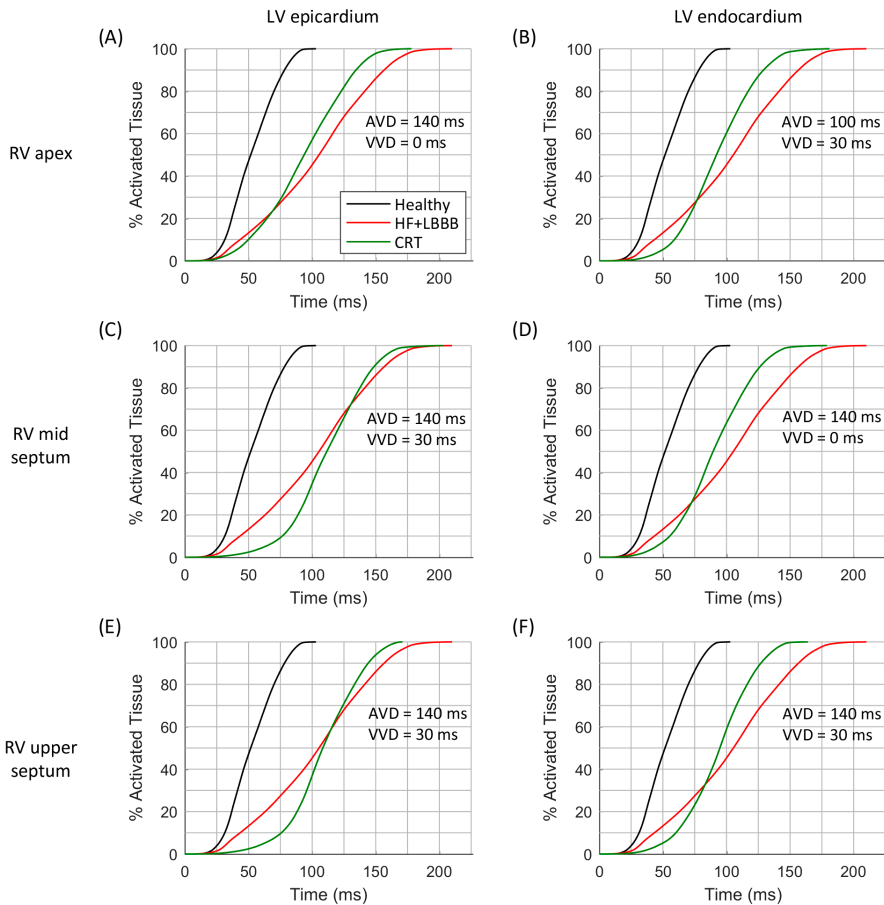 LV epicardium
LV endocardium
(A)
% Activated Tissue
100
80
60
40
20
0
0 50 100 150 200
Time (ms)
AVD = 140 ms
VVD = 0 ms
Healthy
HF+LBBB
CRT
RV apex
(B)
% Activated Tissue
100
80
60
40
20
0
0 50 100 150 200
Time (ms)
AVD = 100 ms
VVD = 30 ms
(C)
% Activated Tissue
100
80
60
40
20
0
0 50 100 150 200
Time (ms)
AVD = 140 ms
VVD = 30 ms
RV mid
septum
(D)
% Activated Tissue
100
80
60
40
20
0
0 50 100 150 200
Time (ms)
AVD = 140 ms
VVD = 0 ms
(E)
% Activated Tissue
100
80
60
40
20
0
0 50 100 150 200
Time (ms)
AVD = 140 ms
VVD = 30 ms
RV upper
septum
(F)
% Activated Tissue
100
80
60
40
20
0
0 50 100 150 200
Time (ms)
AVD = 140 ms
VVD = 30 ms